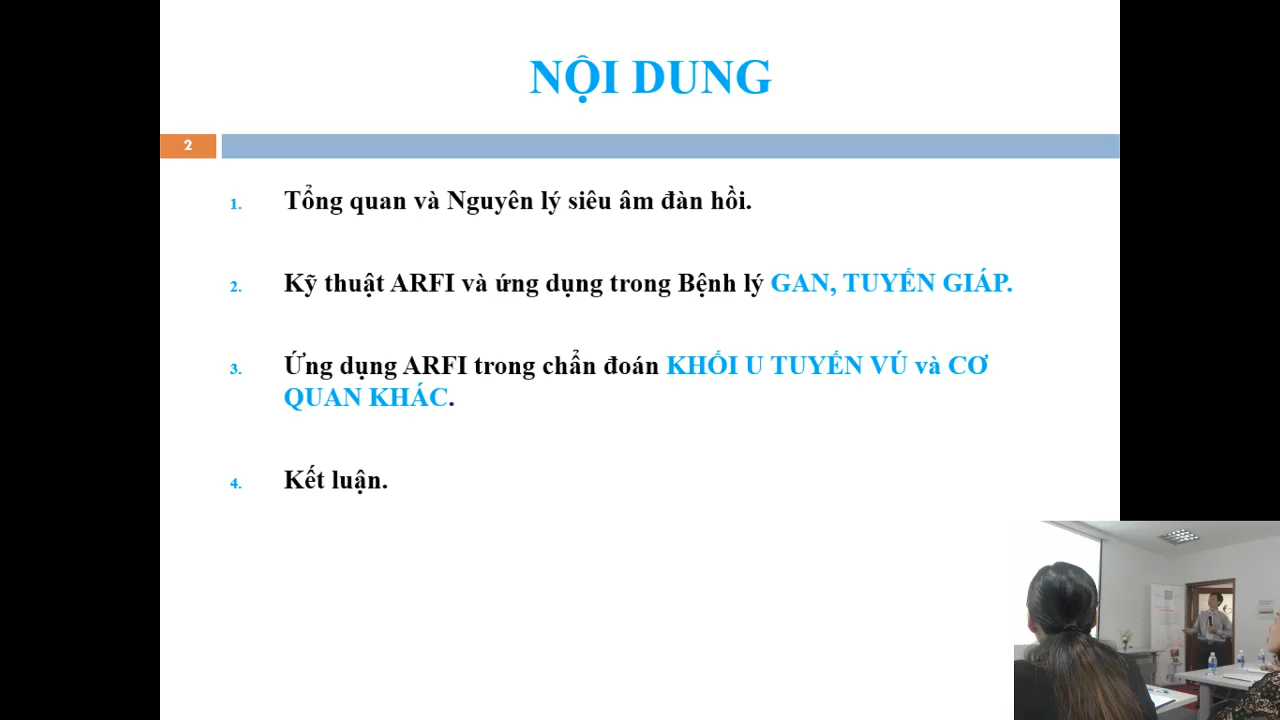 NỘI DUNG
2
1. Tổng quan và Nguyên lý siêu âm đàn hồi.
2. Kỹ thuật ARFI và ứng dụng trong Bệnh lý GAN, TUYẾN GIÁP.
3. Ứng dụng ARFI trong chẩn đoán KHỐI U TUYẾN VÚ và CƠ
QUAN KHÁC.
4. Kết luận.